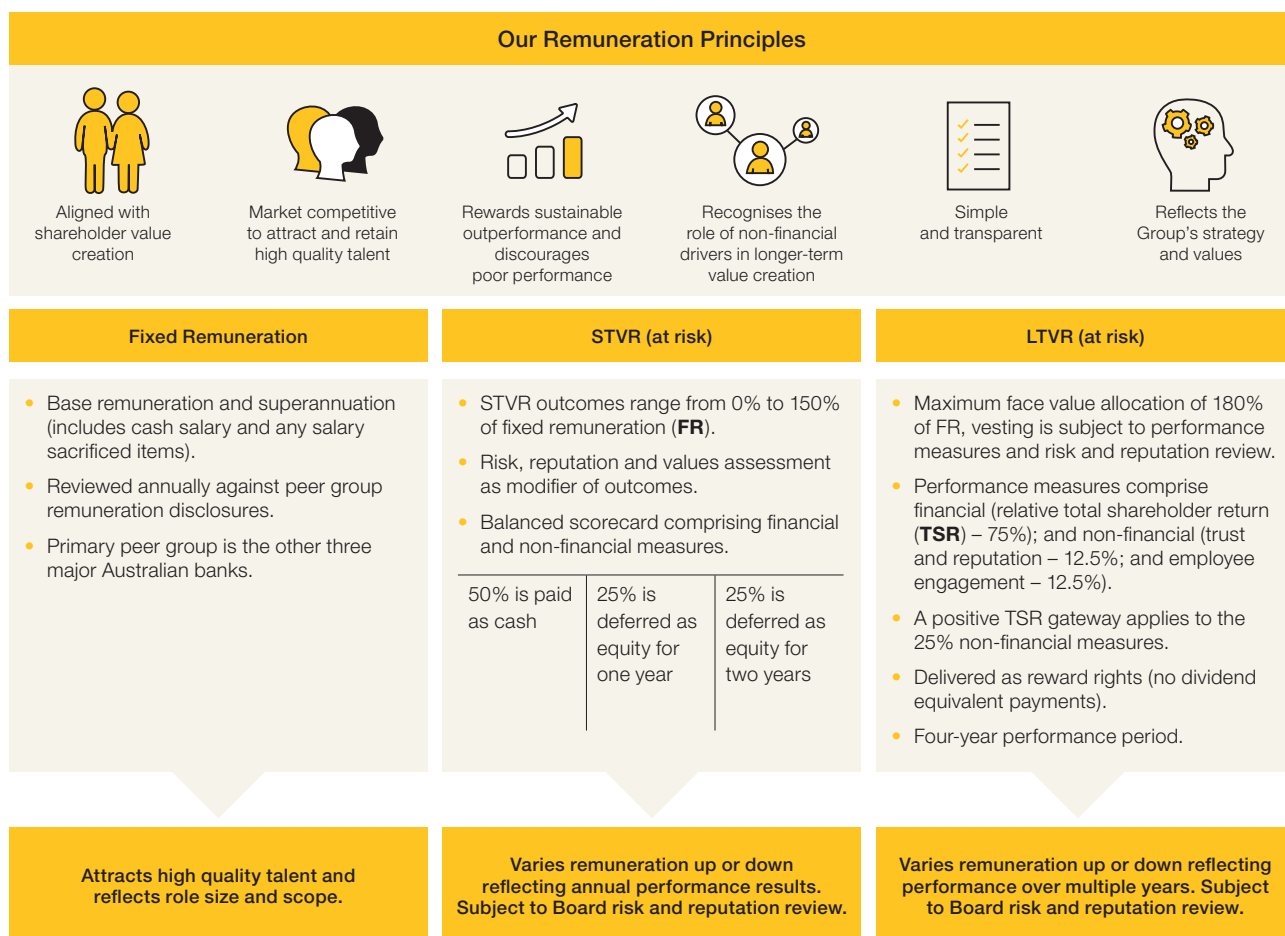 Our Remuneration Principles
Aligned with
shareholder value
creation
Market competitive
to attract and retain
high quality talent
Rewards sustainable
outperformance and
discourages
poor performance
Recognises the
role of non-financial
drivers in longer-term
value creation
Simple
and transparent
Reflects the
Group's strategy
and values
Fixed Remuneration
• Base remuneration and superannuation
(includes cash salary and any salary
sacrificed items).
• Reviewed annually against peer group
remuneration disclosures.
• Primary peer group is the other three
major Australian banks.
Attracts high quality talent and
reflects role size and scope.
STVR (at risk)
• STVR outcomes range from 0% to 150%
of fixed remuneration (FR).
• Risk, reputation and values assessment
as modifier of outcomes.
• Balanced scorecard comprising financial
and non-financial measures.
50% is paid
as cash
25% is
deferred as
equity for
one year
25% is
deferred as
equity for
two years
Varies remuneration up or down
reflecting annual performance results.
Subject to Board risk and reputation review.
LTVR (at risk)
• Maximum face value allocation of 180%
of FR, vesting is subject to performance
measures and risk and reputation review.
• Performance measures comprise
financial (relative total shareholder return
(TSR) – 75%); and non-financial (trust
and reputation – 12.5%; and employee
engagement – 12.5%).
• A positive TSR gateway applies to the
25% non-financial measures.
• Delivered as reward rights (no dividend
equivalent payments).
• Four-year performance period.
Varies remuneration up or down reflecting
performance over multiple years. Subject
to Board risk and reputation review.